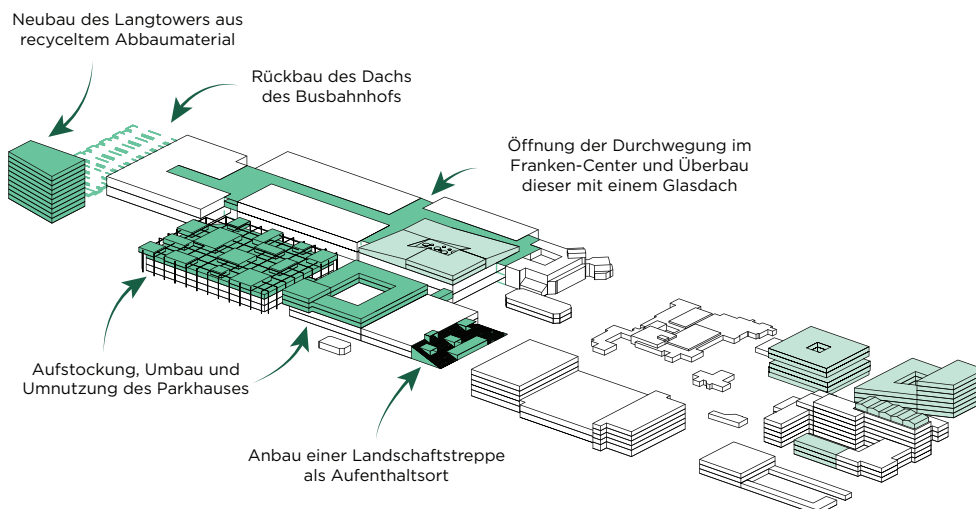 Neubau des Langtowers aus
recyceltem Abbaumaterial
Rückbau des Dachs
des Busbahnhofs
Öffnung der Durchwegung im
Franken-Center und Überbau
dieser mit einem Glasdach
Aufstockung, Umbau und
Umnutzung des Parkhauses
Anbau einer Landschaftstreppe
als Aufenthaltsort